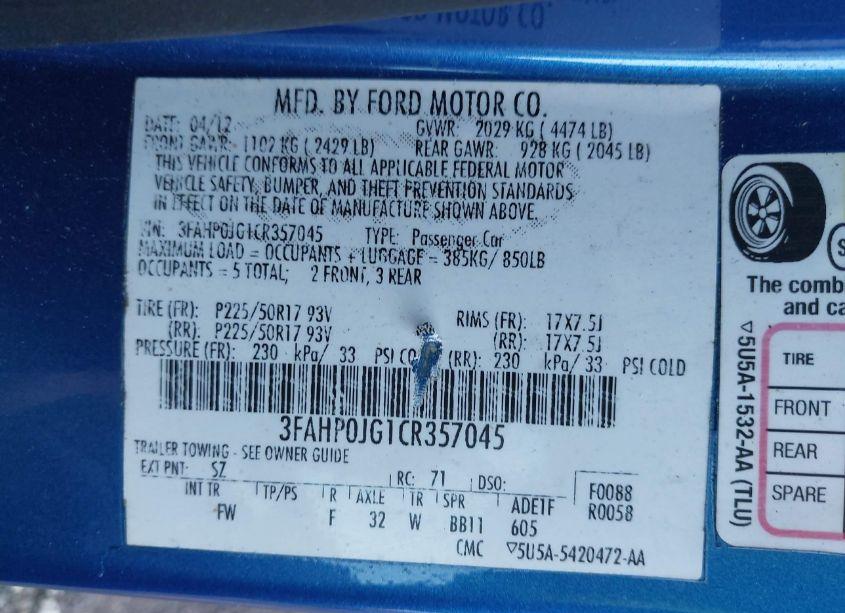 MFD. BY FORD MOTOR CO.
DATE: 04/12
GVWR: 2029 KG ( 4474 LB)
FRONT GAWR: 1102 KG ( 2429 LB)
REAR GAWR: 928 KG ( 2045 LB)
THIS VEHICLE CONFORMS TO ALL APPLICABLE FEDERAL MOTOR
VEHICLE SAFETY, BUMPER, AND THEFT PREVENTION STANDARDS
IN EFFECT ON THE DATE OF MANUFACTURE SHOWN ABOVE.
VIN: 3FAHP0JG1CR357045 TYPE: Passenger Car
MAXIMUM LOAD = OCCUPANTS + LUGGAGE = 385KG/ 850LB
OCCUPANTS = 5 TOTAL; 2 FRONT, 3 REAR
TIRE (FR): P225/50R17 93V RIMS (FR): 17X7.5J
(RR): P225/50R17 93V (RR): 17X7.5J
PRESSURE (FR): 230 kPa/ 33 PSI COLD (RR): 230 kPa/ 33 PSI COLD
3FAHP0JG1CR357045
TRAILER TOWING - SEE OWNER GUIDE
EXT PNT: SZ RC: 71 DSO: F0088
INT TR TP/PS R AXLE TR SPR ADETF R0058
FW F 32 W BB11 605
CMC ▽5U5A-5420472-AA
▽5U5A-1532-AA (TLU)
The comb
and ca
TIRE
FRONT
REAR
SPARE